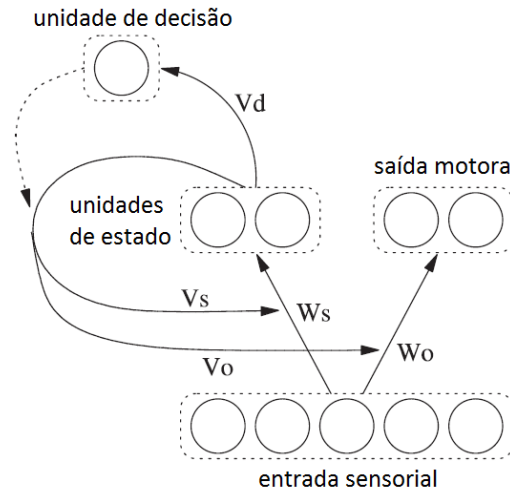 unidade de decisão
Vd
saída motora
unidades
de estado
Vs
Ws
Vo
Wo
entrada sensorial